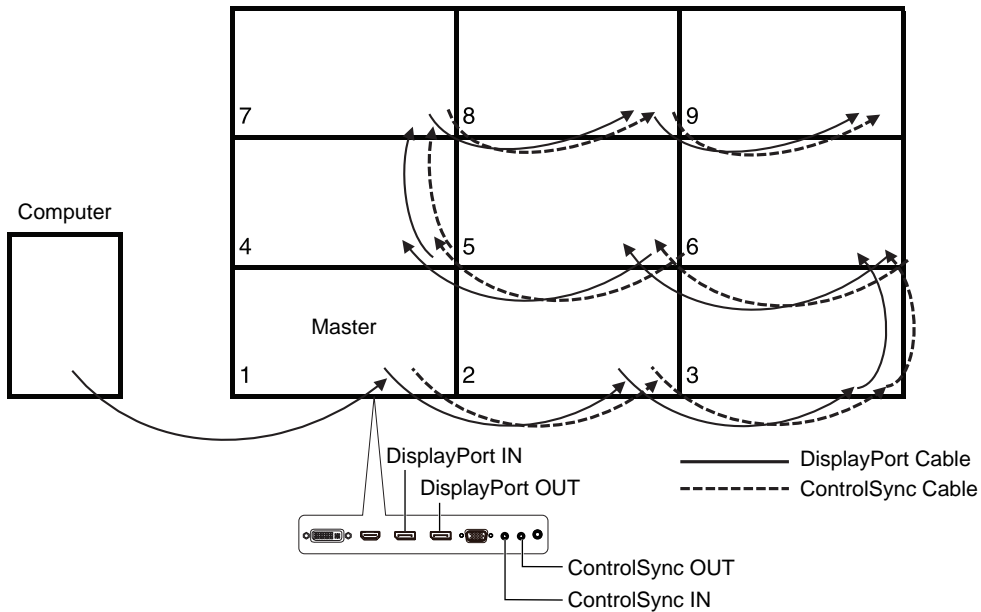 7
8
9
Computer
4
5
6
Master
1
2
3
DisplayPort IN
DisplayPort Cable
DisplayPort OUT
ControlSync Cable
ControlSync OUT
ControlSync IN